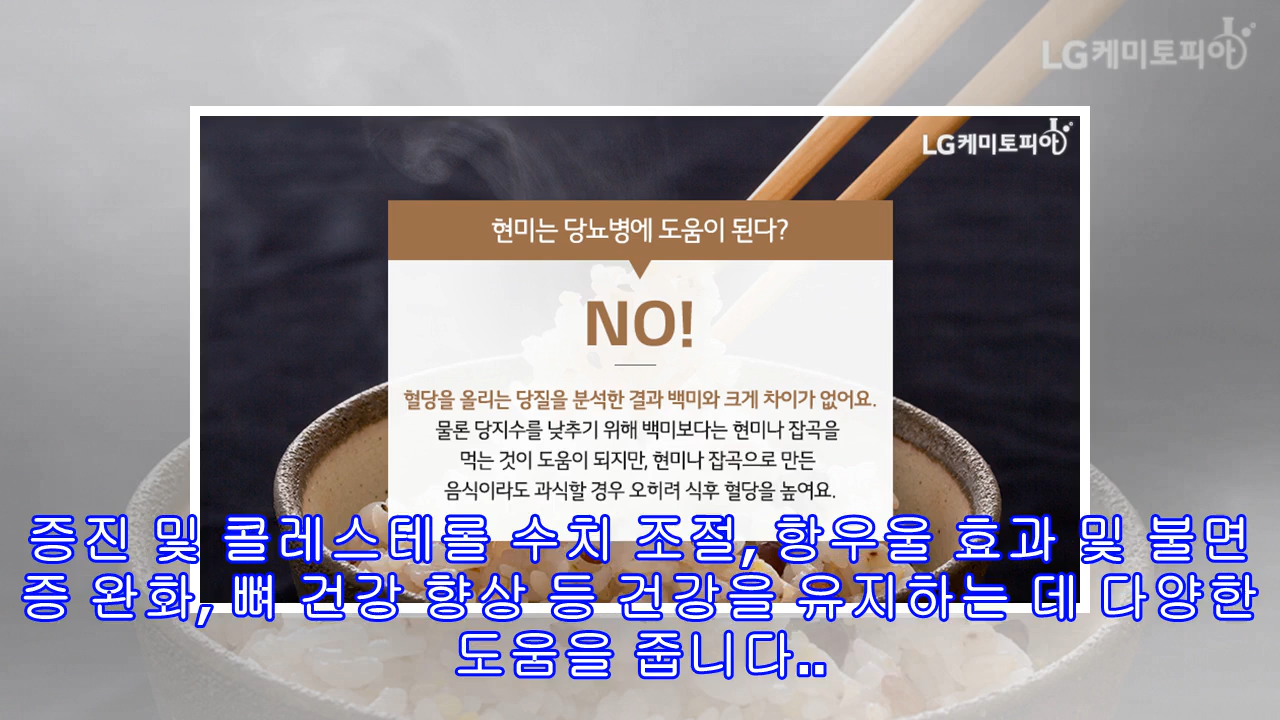 LG케미토피아
LG케미토피아
현미는 당뇨병에 도움이 된다?
NO!
혈당을 올리는 당질을 분석한 결과 백미와 크게 차이가 없어요.
물론 당지수를 낮추기 위해 백미보다는 현미나 잡곡을
먹는 것이 도움이 되지만, 현미나 잡곡으로 만든
음식이라도 과식할 경우 오히려 식후 혈당을 높여요.
증진 및 콜레스테롤 수치 조절, 항우울 효과 및 불면
증 완화, 뼈 건강 향상 등 건강을 유지하는 데 다양한
도움을 줍니다..